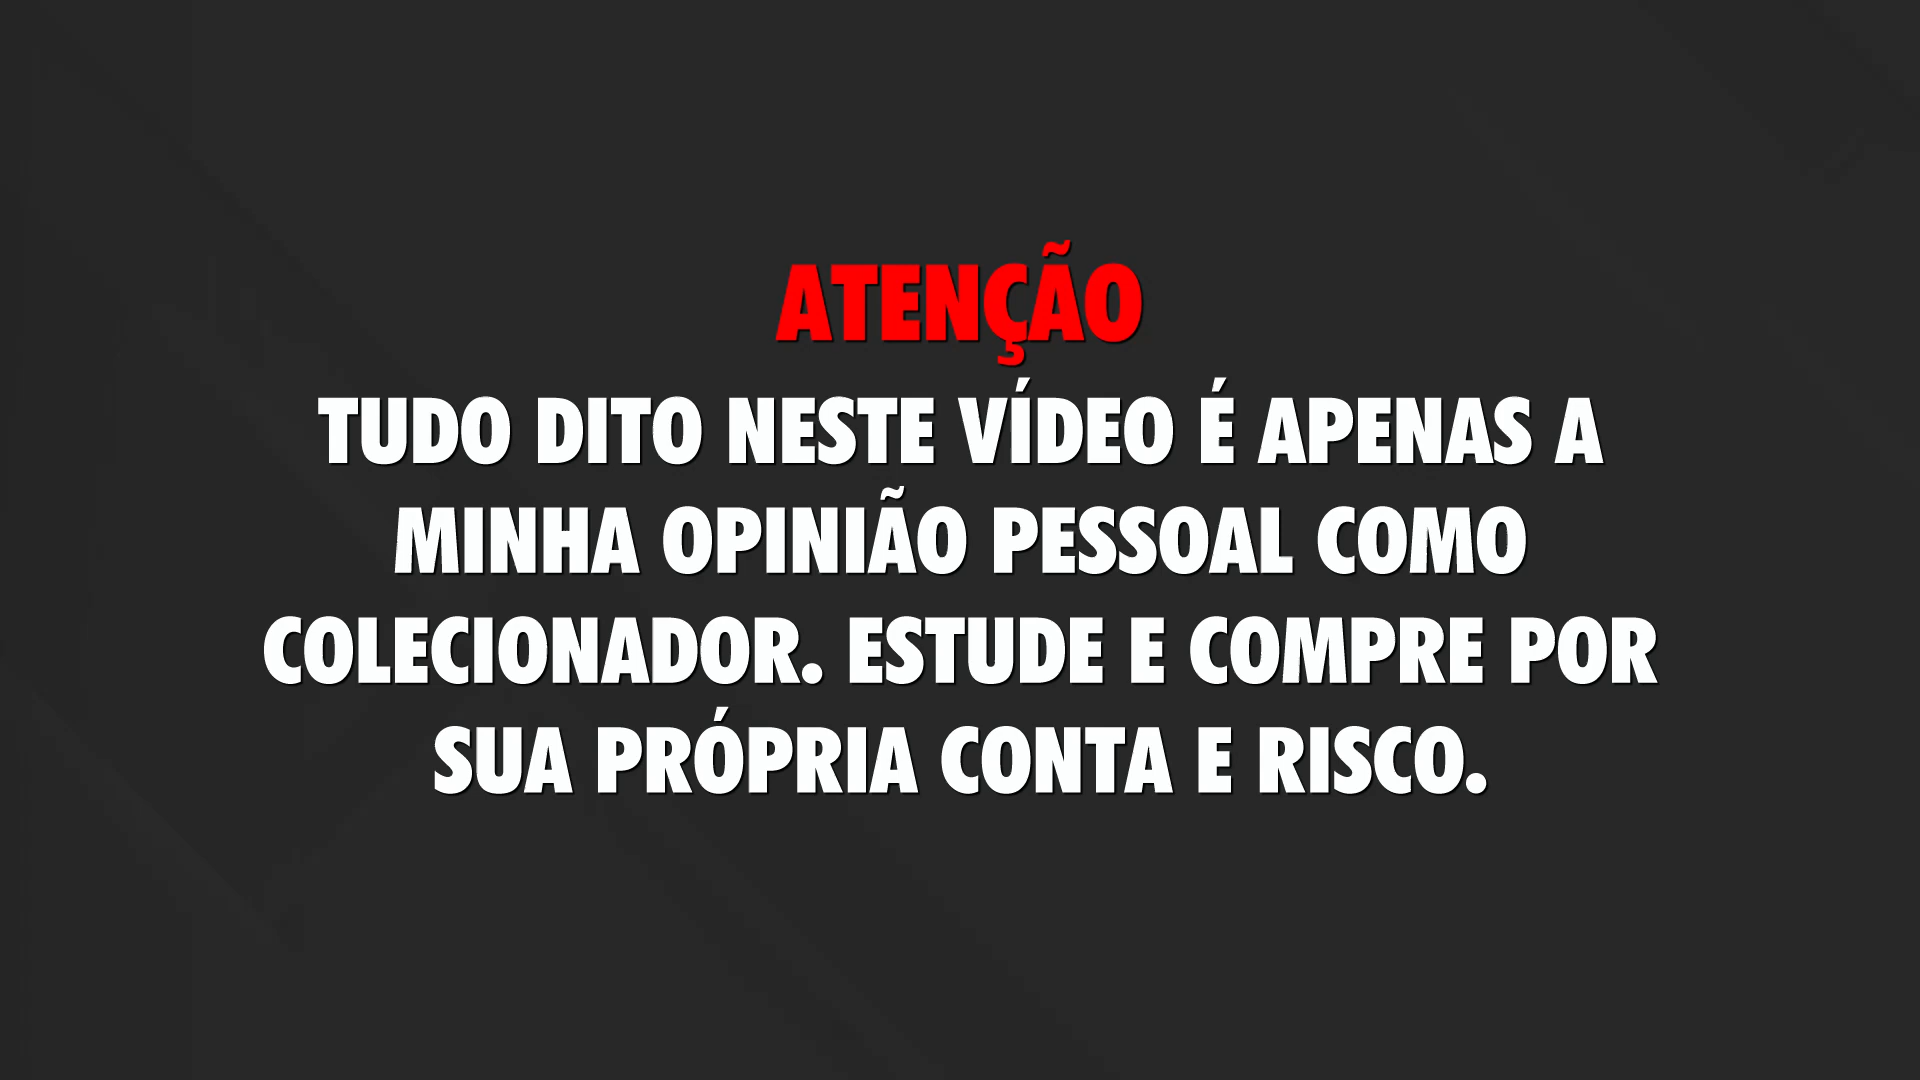 ATENÇÃO
TUDO DITO NESTE VÍDEO É APENAS A
MINHA OPINIÃO PESSOAL COMO
COLECIONADOR. ESTUDE E COMPRE POR
SUA PRÓPRIA CONTA E RISCO.